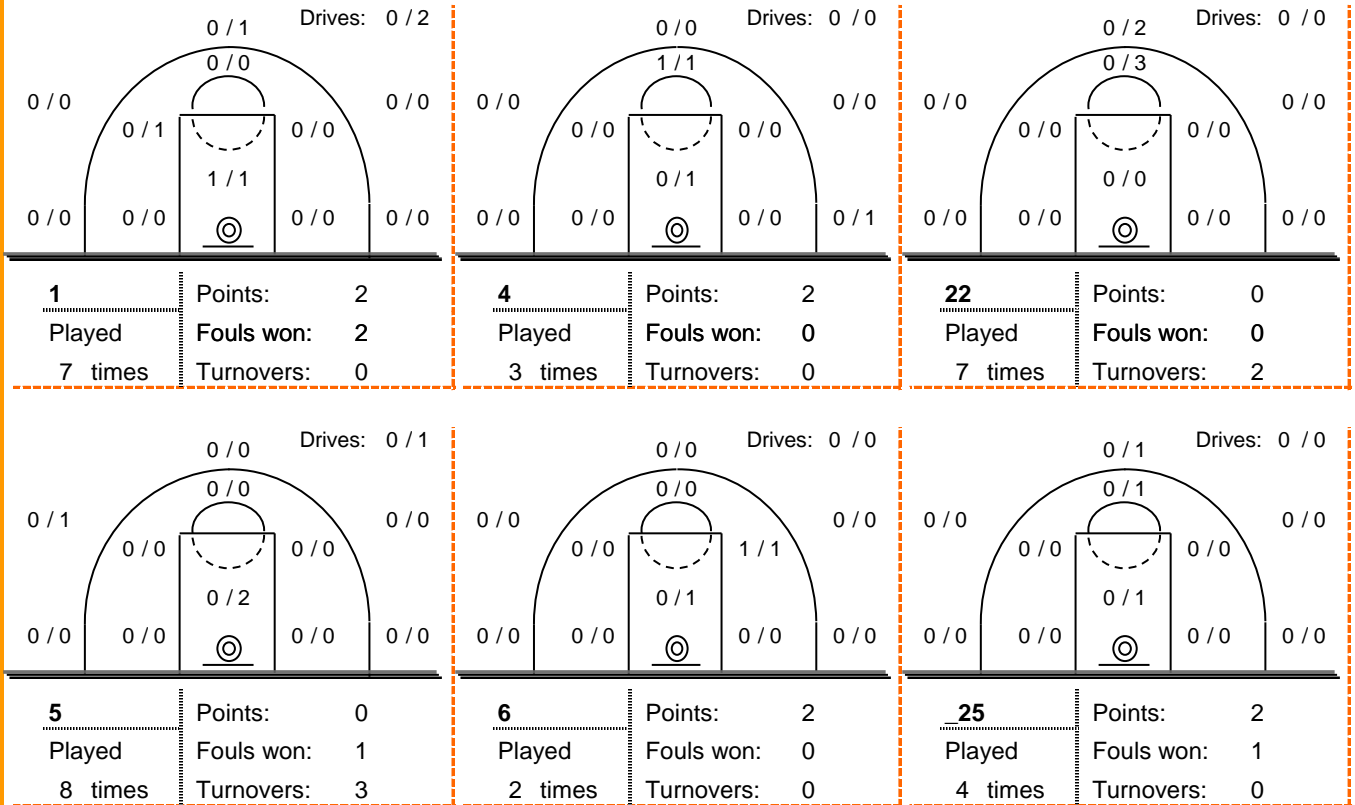 Drives: 0 / 2
0 / 1
0 / 0
0 / 0 0 / 0
0 / 1 0 / 0
1 / 1
0 / 0 0 / 0 0 / 0 0 / 0
1 Points: 2
Played Fouls won: 2
7 times Turnovers: 0
Drives: 0 / 0
0 / 0
1 / 1
0 / 0 0 / 0
0 / 0 0 / 0
0 / 1
0 / 0 0 / 0 0 / 0 0 / 1
4 Points: 2
Played Fouls won: 0
3 times Turnovers: 0
Drives: 0 / 0
0 / 2
0 / 3
0 / 0 0 / 0
0 / 0 0 / 0
0 / 0
0 / 0 0 / 0 0 / 0 0 / 0
22 Points: 0
Played Fouls won: 0
7 times Turnovers: 2
Drives: 0 / 1
0 / 0
0 / 0
0 / 1 0 / 0
0 / 0 0 / 0
0 / 2
0 / 0 0 / 0 0 / 0 0 / 0
5 Points: 0
Played Fouls won: 1
8 times Turnovers: 3
Drives: 0 / 0
0 / 0
0 / 0
0 / 0 0 / 0
0 / 0 1 / 1
0 / 1
0 / 0 0 / 0 0 / 0 0 / 0
6 Points: 2
Played Fouls won: 0
2 times Turnovers: 0
Drives: 0 / 0
0 / 1
0 / 1
0 / 0 0 / 0
0 / 0 0 / 0
0 / 1
0 / 0 0 / 0 0 / 0 0 / 0
_25 Points: 2
Played Fouls won: 1
4 times Turnovers: 0